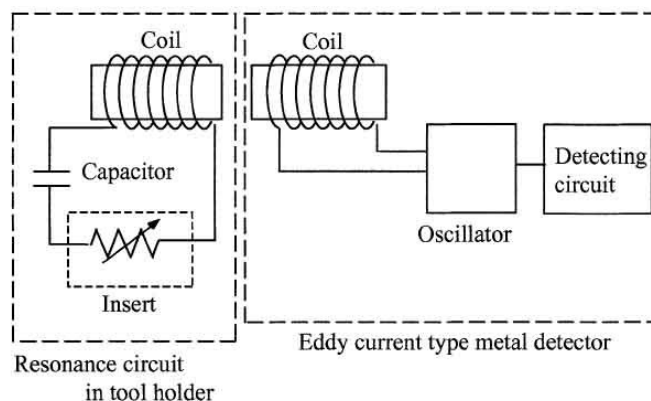 Coil
Coil
Capacitor
Insert
Oscillator
Detecting
circuit
Resonance circuit
in tool holder
Eddy current type metal detector